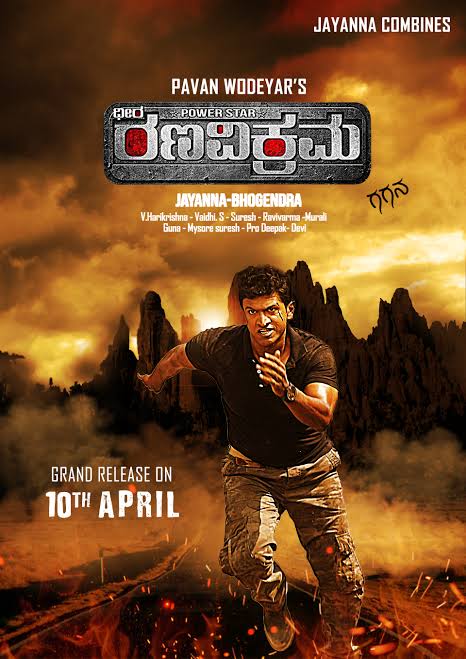 JAYANNA COMBINES
PAVAN WODEYAR'S
ಧೀರ
POWER STAR
ರಣವಿಕ್ರಮ
JAYANNA-BHOGENDRA
ಗಗನ
V.Harikrishna - Vaidhi. S - Suresh - Ravivarma -Murali
Guna - Mysore suresh - Pro Deepak- Devi
GRAND RELEASE ON
10TH APRIL